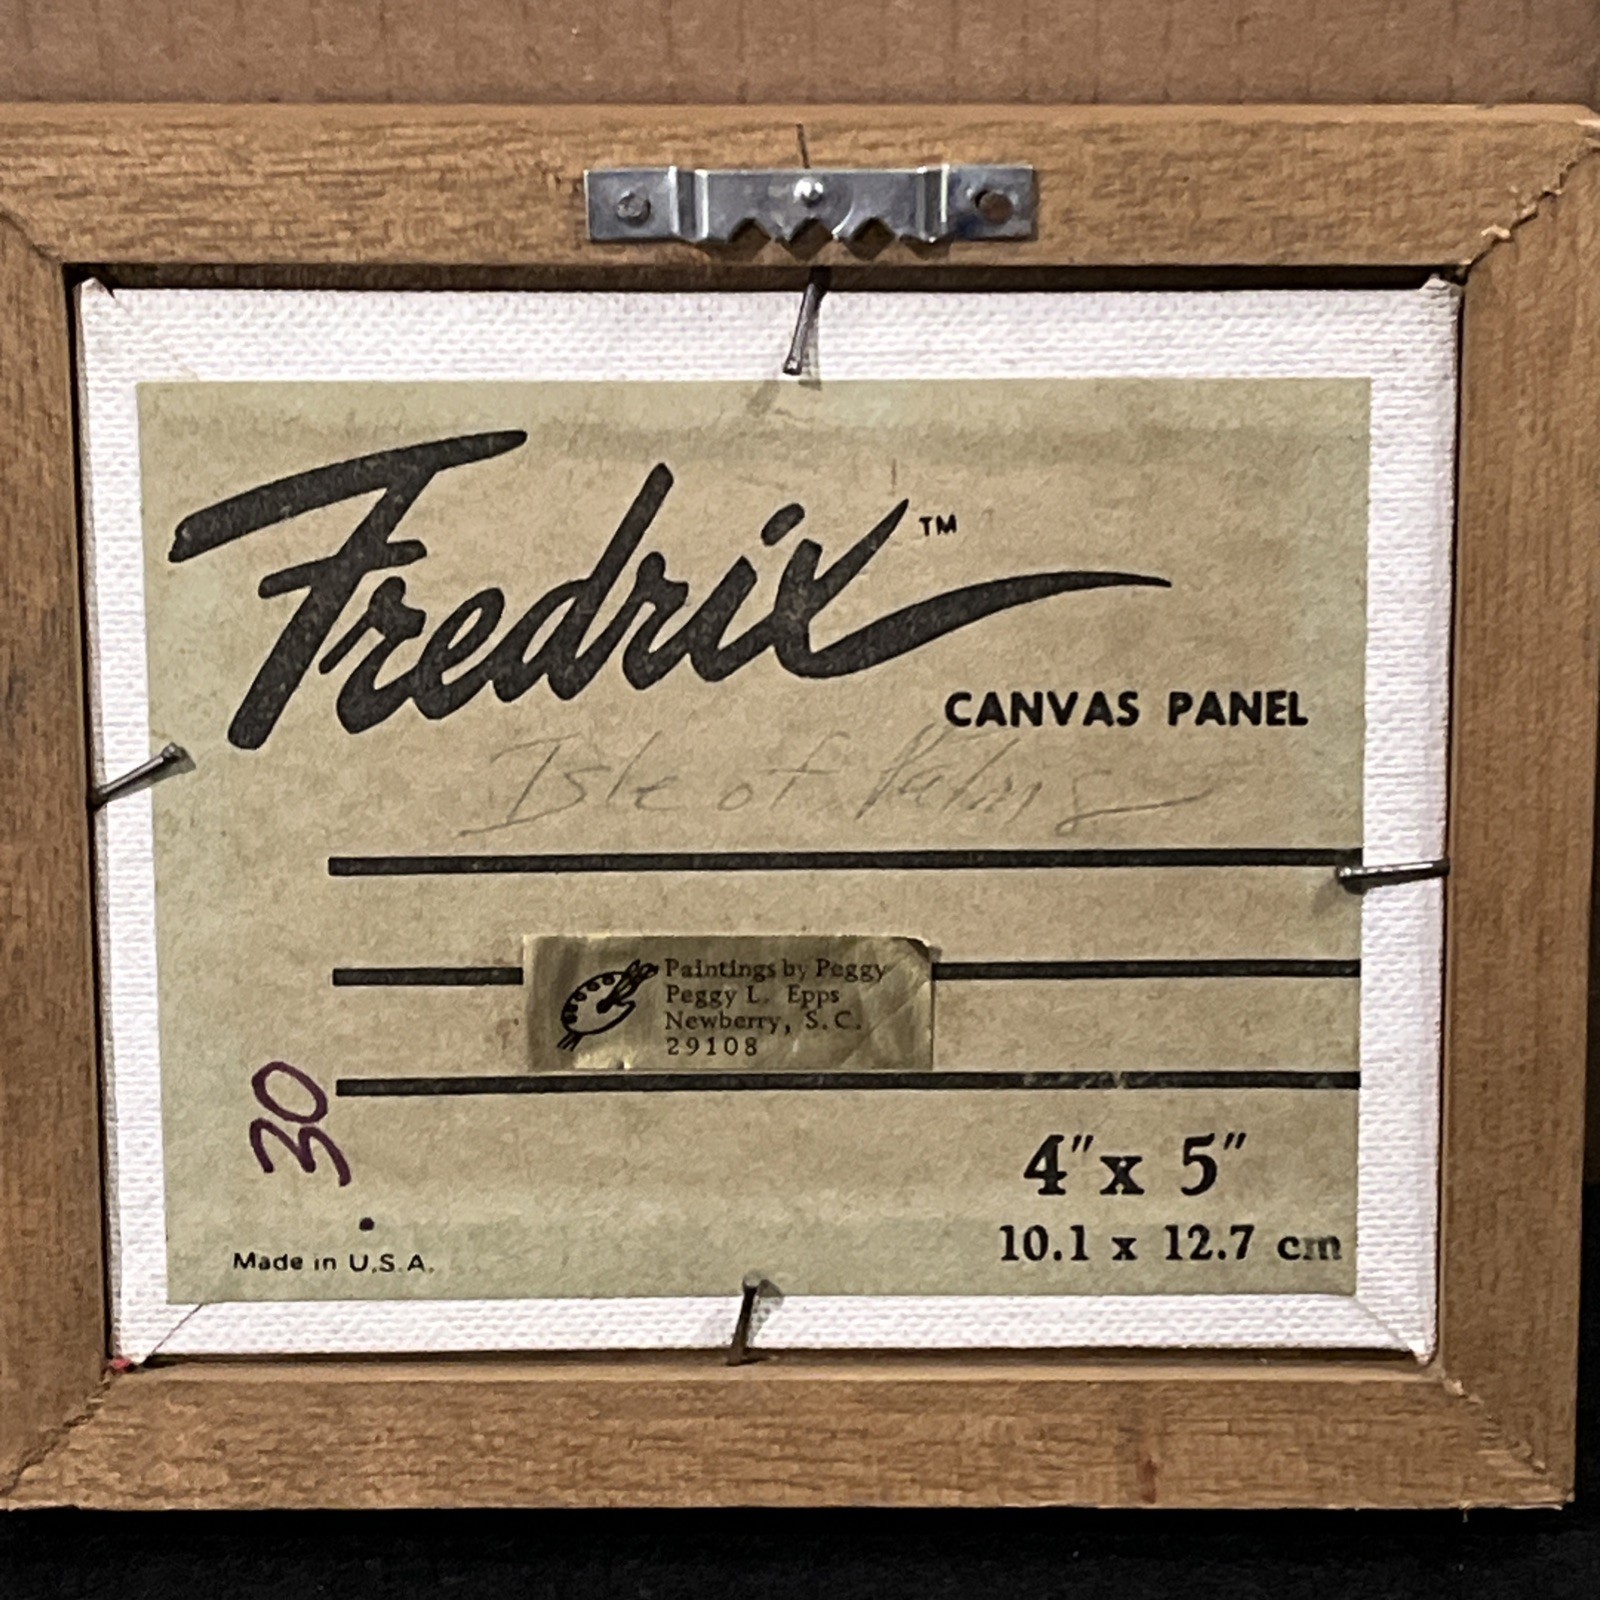 Fredrix™
CANVAS PANEL
Isle of Palms
Paintings by Peggy
Peggy L. Epps
Newberry, S.C.
29108
30
4" x 5"
10.1 x 12.7 cm
Made in U.S.A.